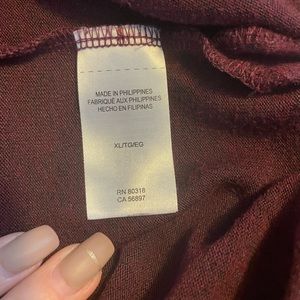 MADE IN PHILIPPINES
FABRIQUÉ AUX PHILIPPINES
HECHO EN FILIPINAS
XL/TG/EG
RN 80318
CA 56897